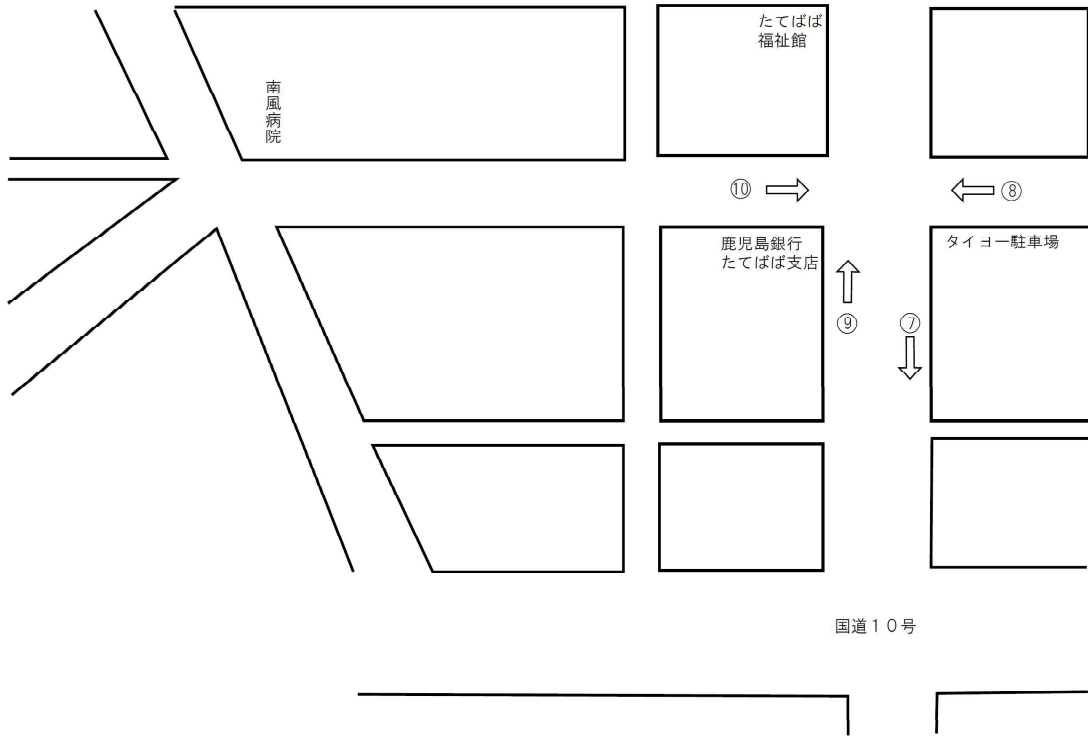 たてばば
福祉館
南風病院
⑩
⑧
鹿児島銀行
たてばば支店
タイヨー駐車場
⑨
⑦
国道１０号